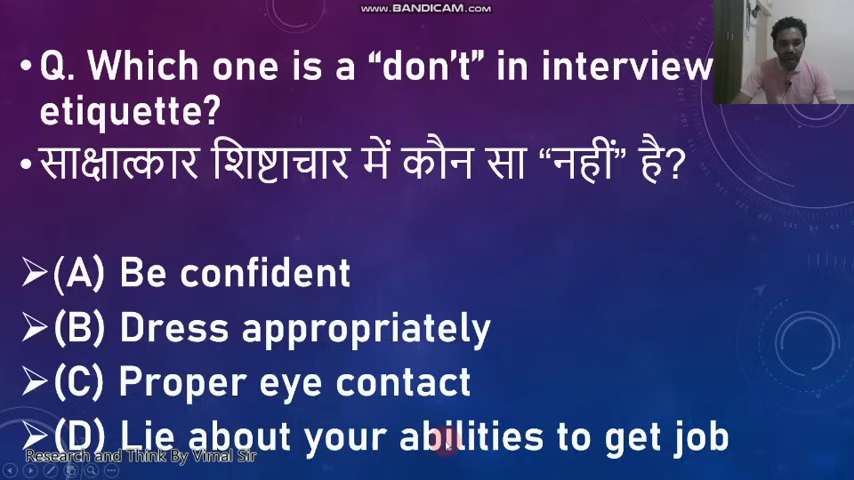 www.BANDICAM.com
• Q. Which one is a “don’t” in interview
etiquette?
• साक्षात्कार शिष्टाचार में कौन सा “नहीं” है?
➢(A) Be confident
➢(B) Dress appropriately
➢(C) Proper eye contact
➢(D) Lie about your abilities to get job
Research and Think By Vimal Sir